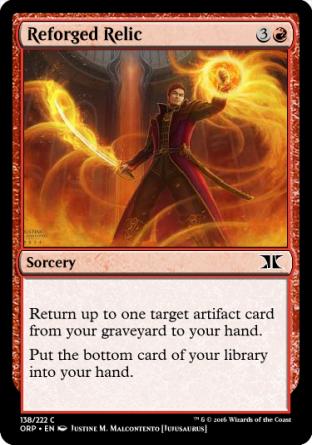 Reforged Relic 3
Sorcery
Return up to one target artifact card
from your graveyard to your hand.
Put the bottom card of your library
into your hand.
138/222 C
ORP • EN Justine M. Malcontento [Jufusaurus]
™ & © 2016 Wizards of the Coast